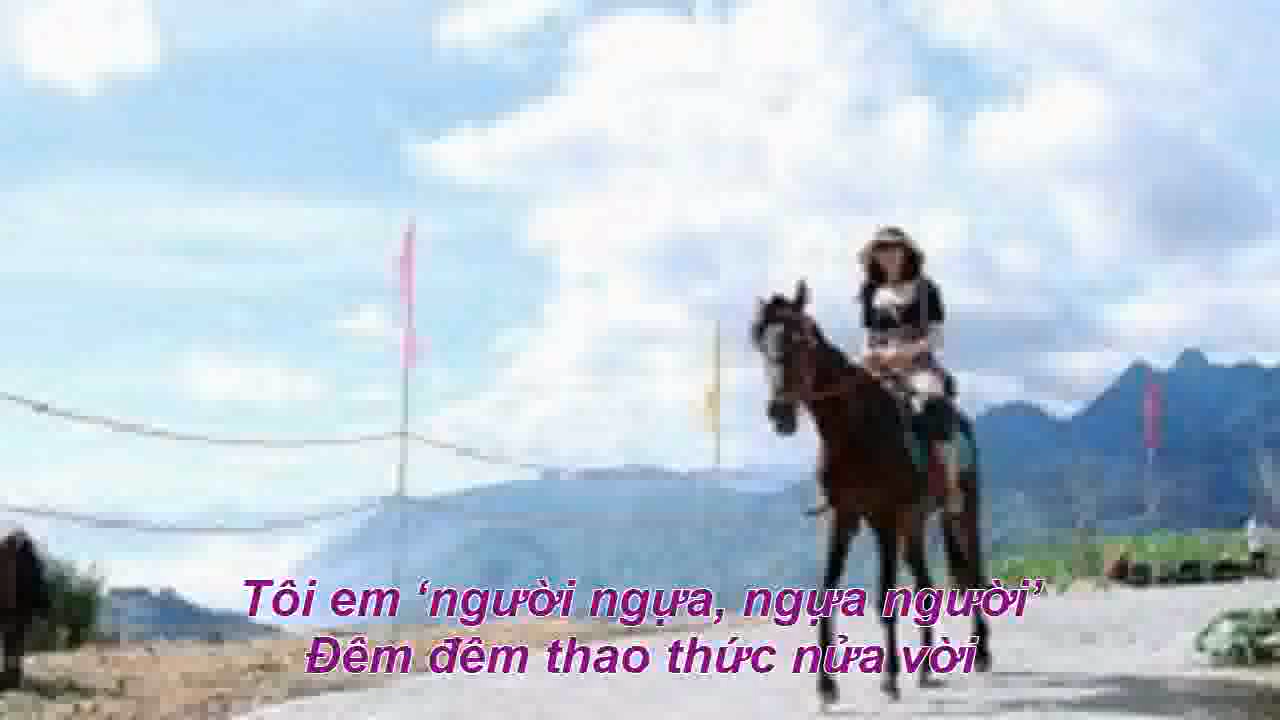 Tôi em ‘người ngựa, ngựa người’
Đêm đêm thao thức nửa vời